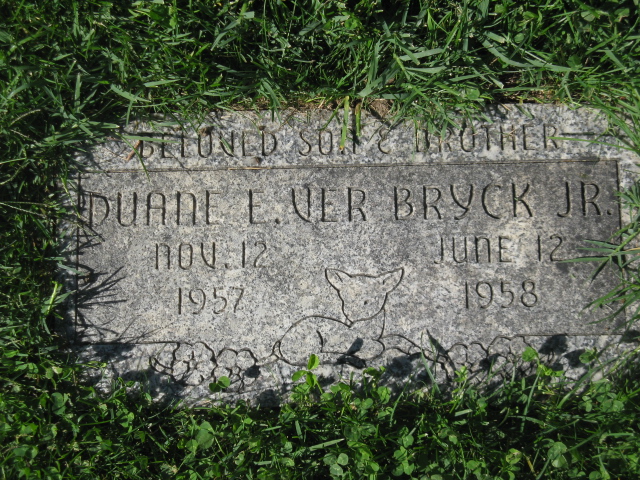 BELOVED SON & BROTHER
DUANE E. VER BRYCK JR.
NOV. 12 JUNE 12
1957 1958